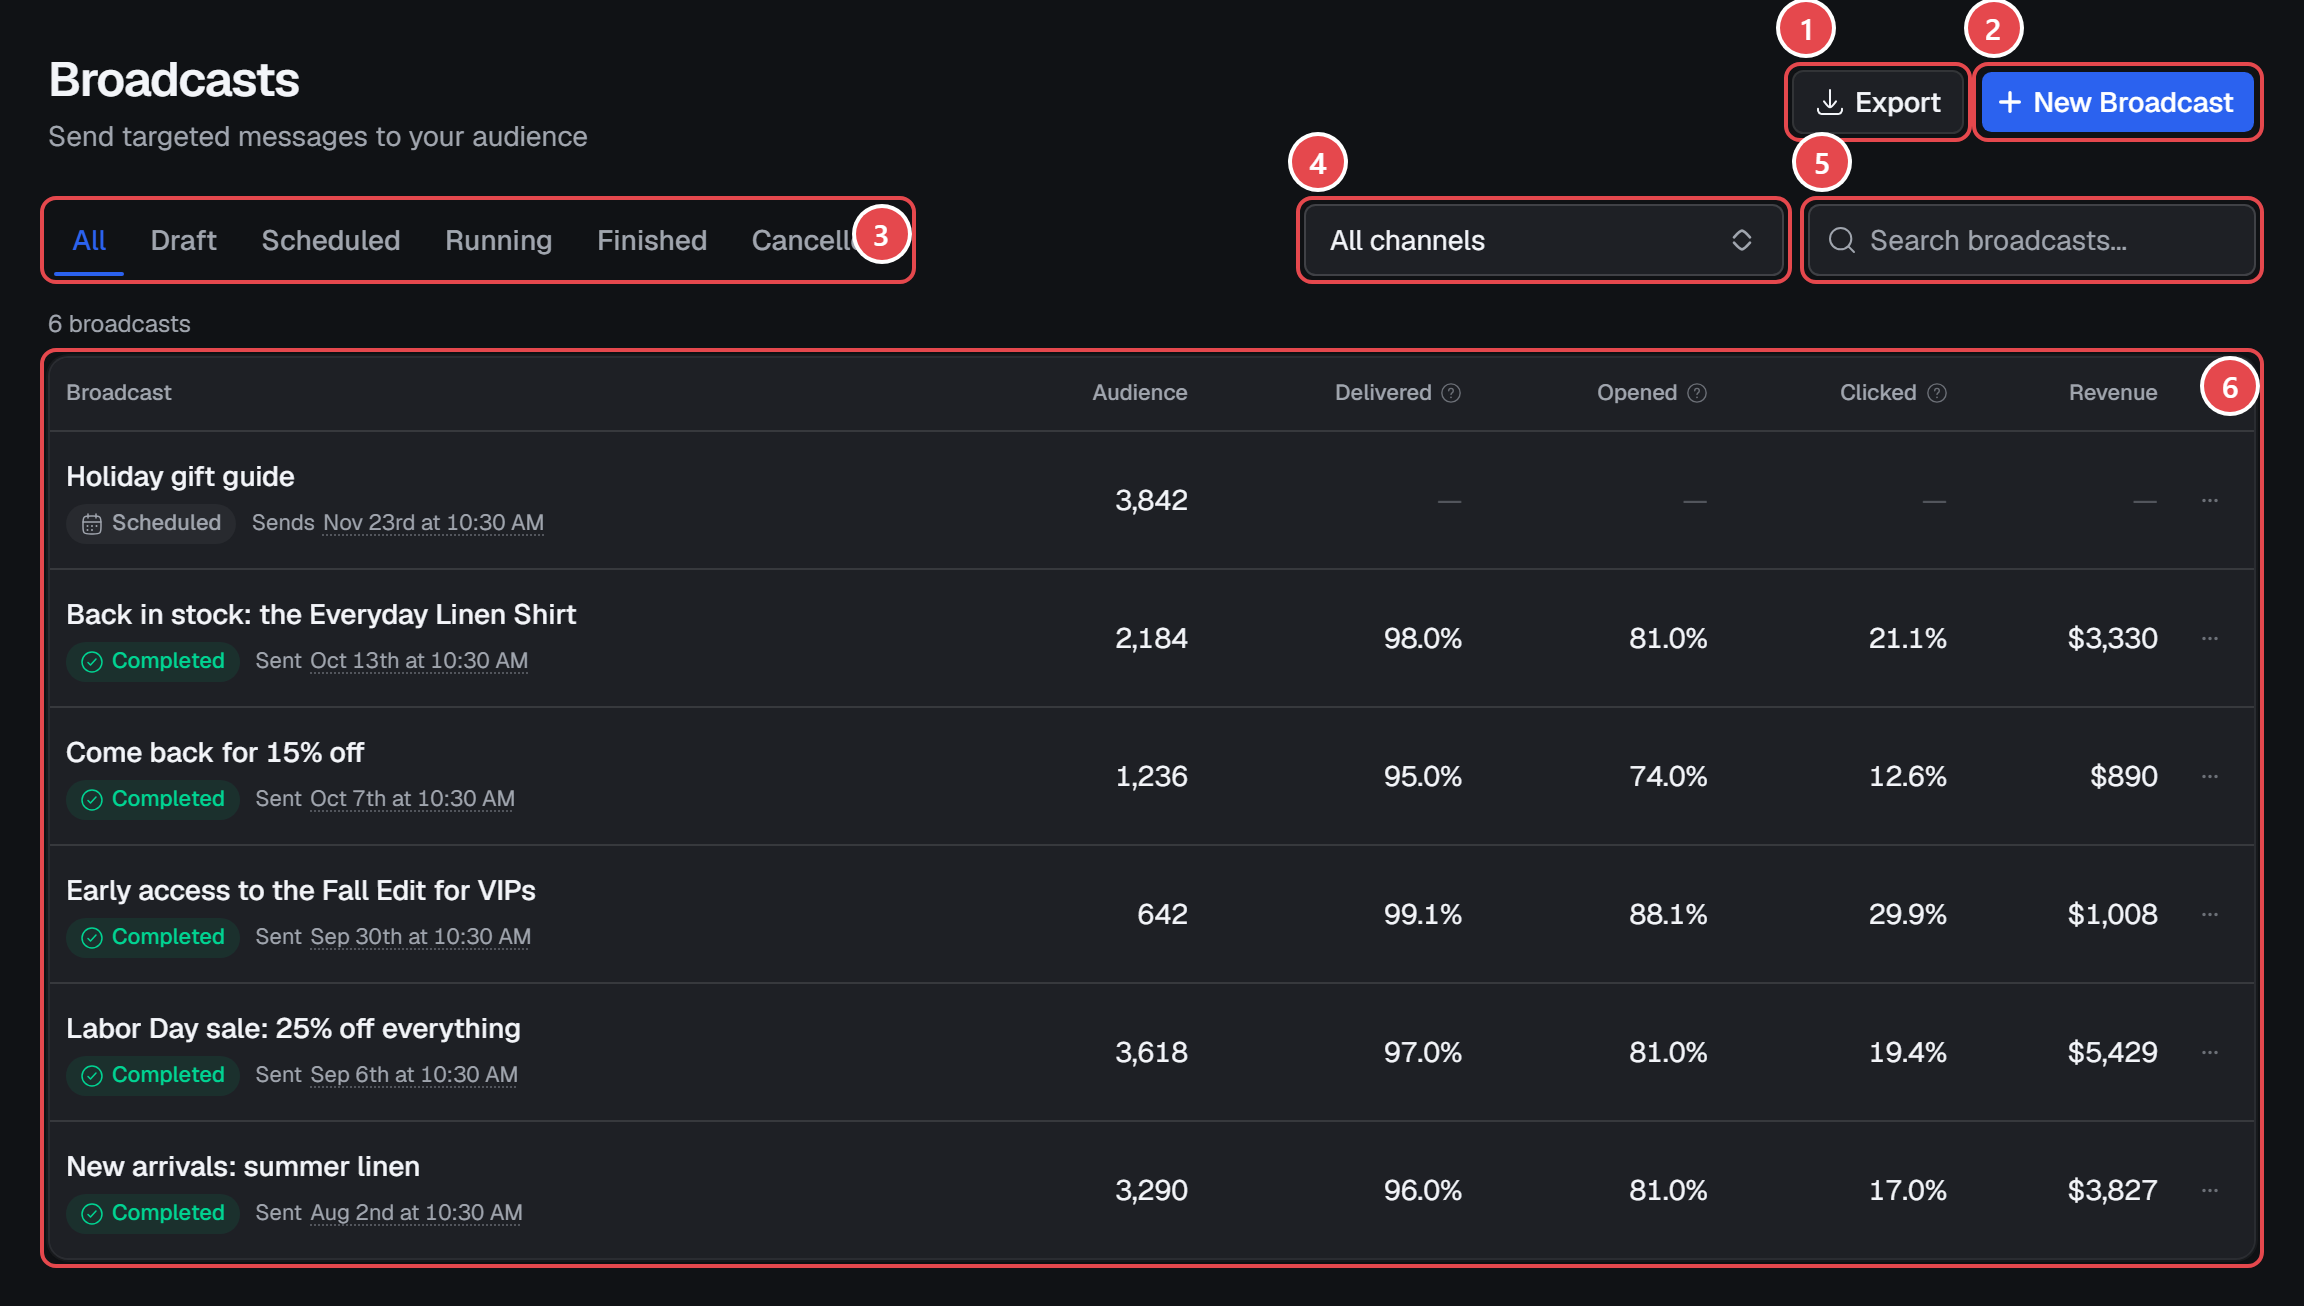 1
2
Broadcasts
Send targeted messages to your audience
Export
+ New Broadcast
3
4
5
All Draft Scheduled Running Finished
All channels
Search broadcasts...
6 broadcasts
6
Broadcast Audience Delivered ? Opened ? Clicked ? Revenue
Holiday gift guide
Scheduled Sends Nov 23rd at 10:30 AM
3,842 — — — — ...
Back in stock: the Everyday Linen Shirt
Completed Sent Oct 13th at 10:30 AM
2,184 98.0% 81.0% 21.1% $3,330 ...
Come back for 15% off
Completed Sent Oct 7th at 10:30 AM
1,236 95.0% 74.0% 12.6% $890 ...
Early access to the Fall Edit for VIPs
Completed Sent Sep 30th at 10:30 AM
642 99.1% 88.1% 29.9% $1,008 ...
Labor Day sale: 25% off everything
Completed Sent Sep 6th at 10:30 AM
3,618 97.0% 81.0% 19.4% $5,429 ...
New arrivals: summer linen
Completed Sent Aug 2nd at 10:30 AM
3,290 96.0% 81.0% 17.0% $3,827 ...